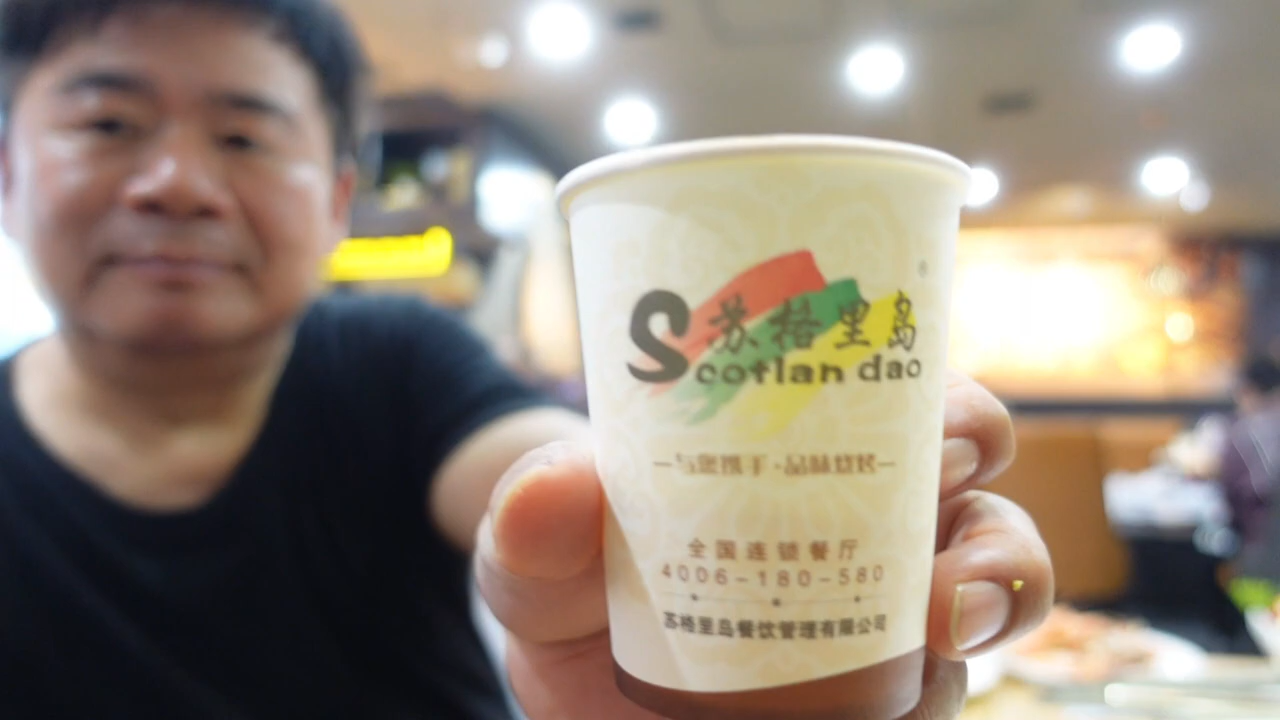 苏格里岛
Scotlan dao
®
全国连锁餐厅
4006-180-580
苏格里岛餐饮管理有限公司